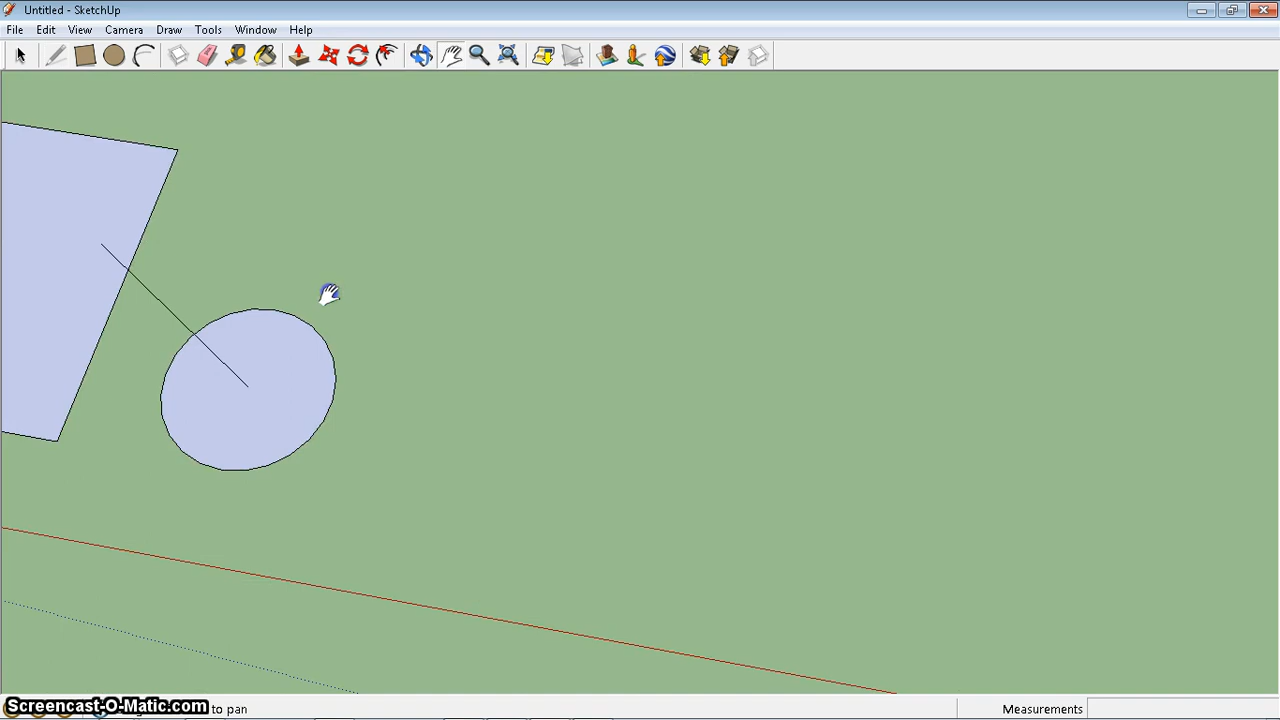 Untitled - SketchUp
File Edit View Camera Draw Tools Window Help
Screencast-O-Matic.com to pan
Measurements